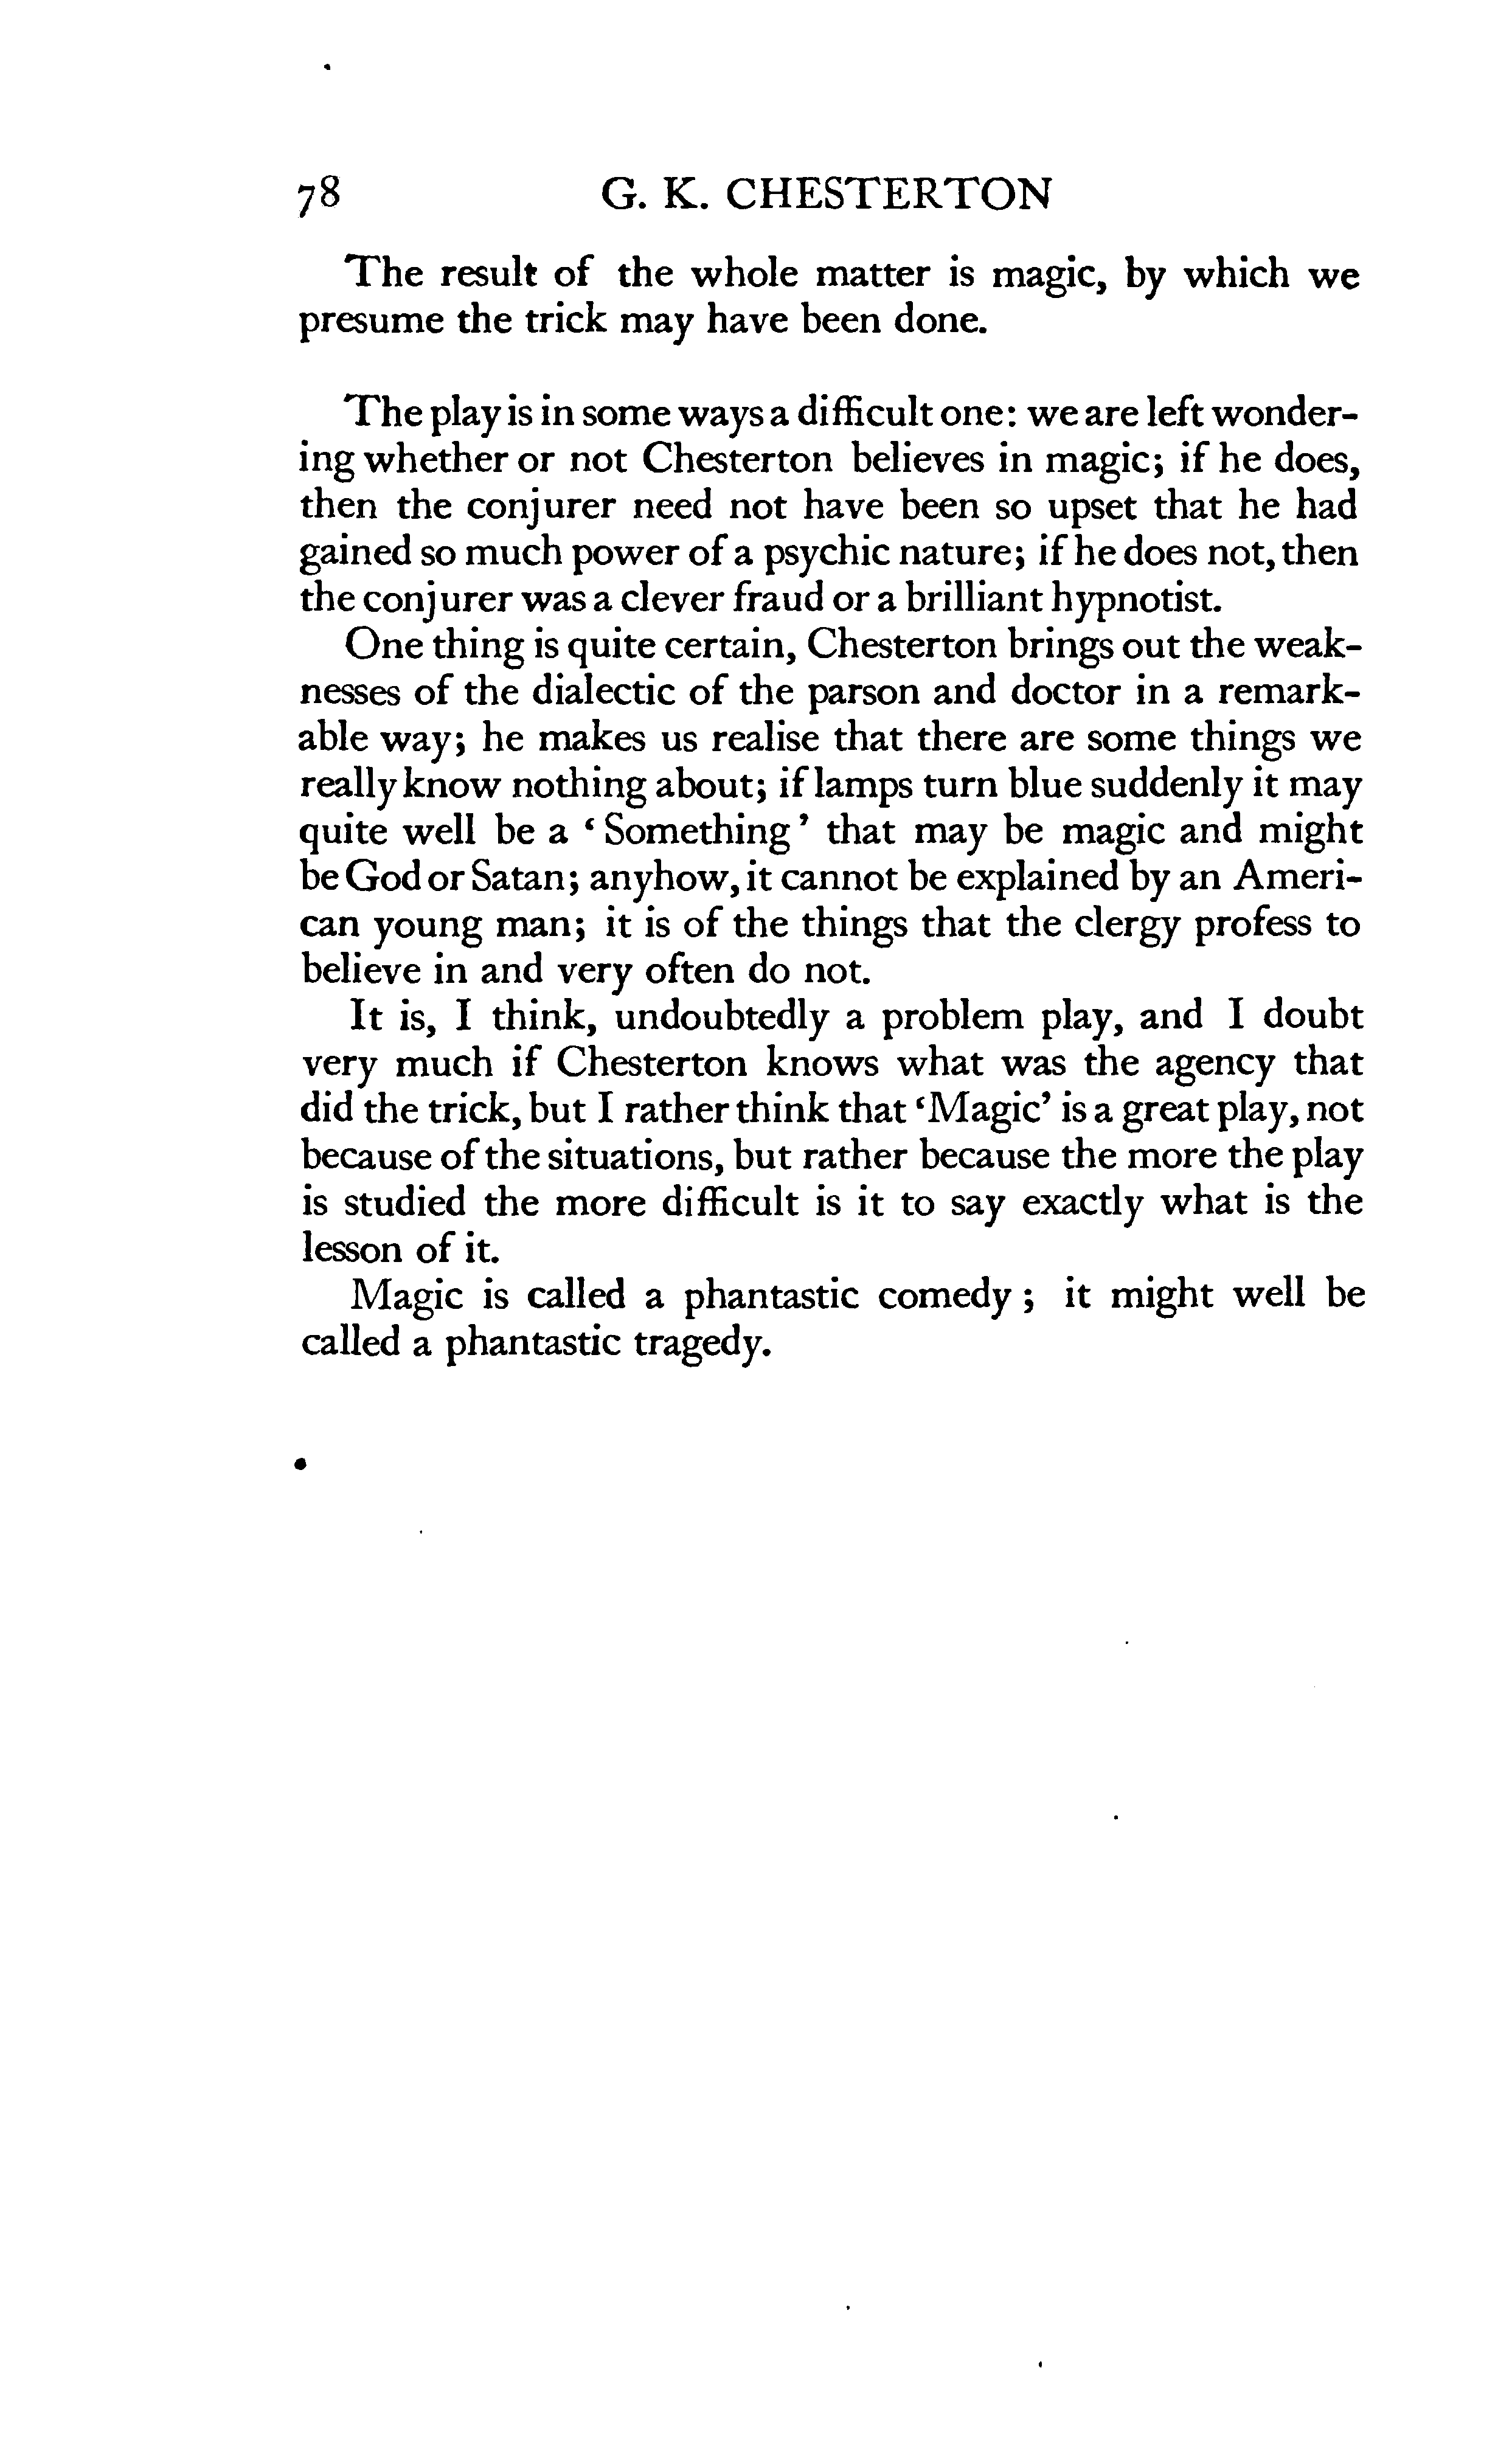 78 G. K. CHESTERTON
The result of the whole matter is magic, by which we
presume the trick may have been done.
The play is in some ways a difficult one: we are left wonder-
ing whether or not Chesterton believes in magic; if he does,
then the conjurer need not have been so upset that he had
gained so much power of a psychic nature; if he does not, then
the conjurer was a clever fraud or a brilliant hypnotist.
One thing is quite certain, Chesterton brings out the weak-
nesses of the dialectic of the parson and doctor in a remark-
able way; he makes us realise that there are some things we
really know nothing about; if lamps turn blue suddenly it may
quite well be a ‘ Something ’ that may be magic and might
be God or Satan; anyhow, it cannot be explained by an Ameri-
can young man; it is of the things that the clergy profess to
believe in and very often do not.
It is, I think, undoubtedly a problem play, and I doubt
very much if Chesterton knows what was the agency that
did the trick, but I rather think that ‘Magic’ is a great play, not
because of the situations, but rather because the more the play
is studied the more difficult is it to say exactly what is the
lesson of it.
Magic is called a phantastic comedy ; it might well be
called a phantastic tragedy.